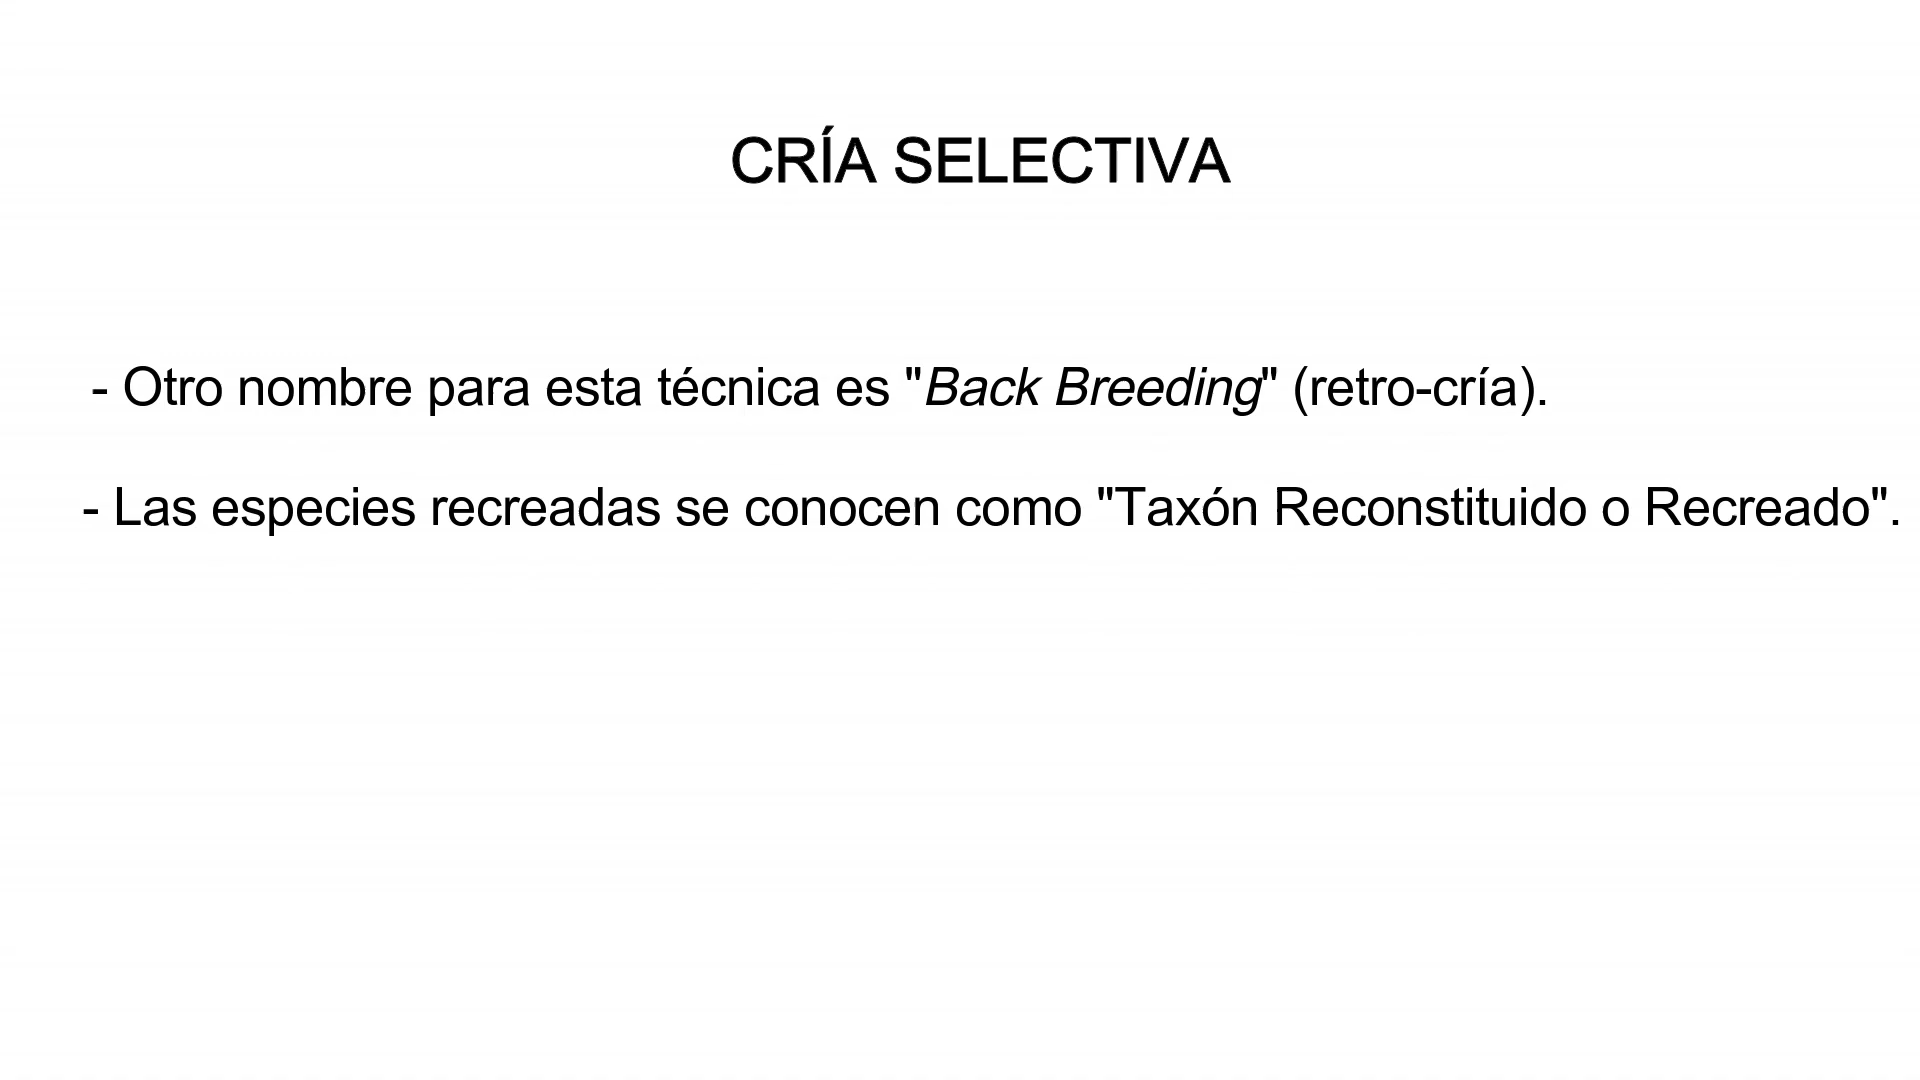 CRÍA SELECTIVA
- Otro nombre para esta técnica es "Back Breeding" (retro-cría).
- Las especies recreadas se conocen como "Taxón Reconstituido o Recreado".